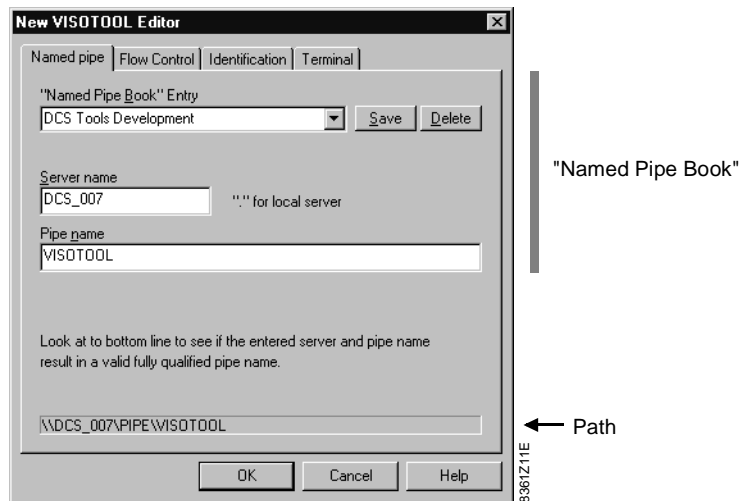 New VISOTOOL Editor
Named pipe Flow Control Identification Terminal
"Named Pipe Book" Entry
DCS Tools Development Save Delete
"Named Pipe Book"
Server name
DCS_007 "." for local server
Pipe name
VISOTOOL
Look at to bottom line to see if the entered server and pipe name
result in a valid fully qualified pipe name.
\\DCS_007\PIPE\VISOTOOL
Path
OK Cancel Help
B361Z11E